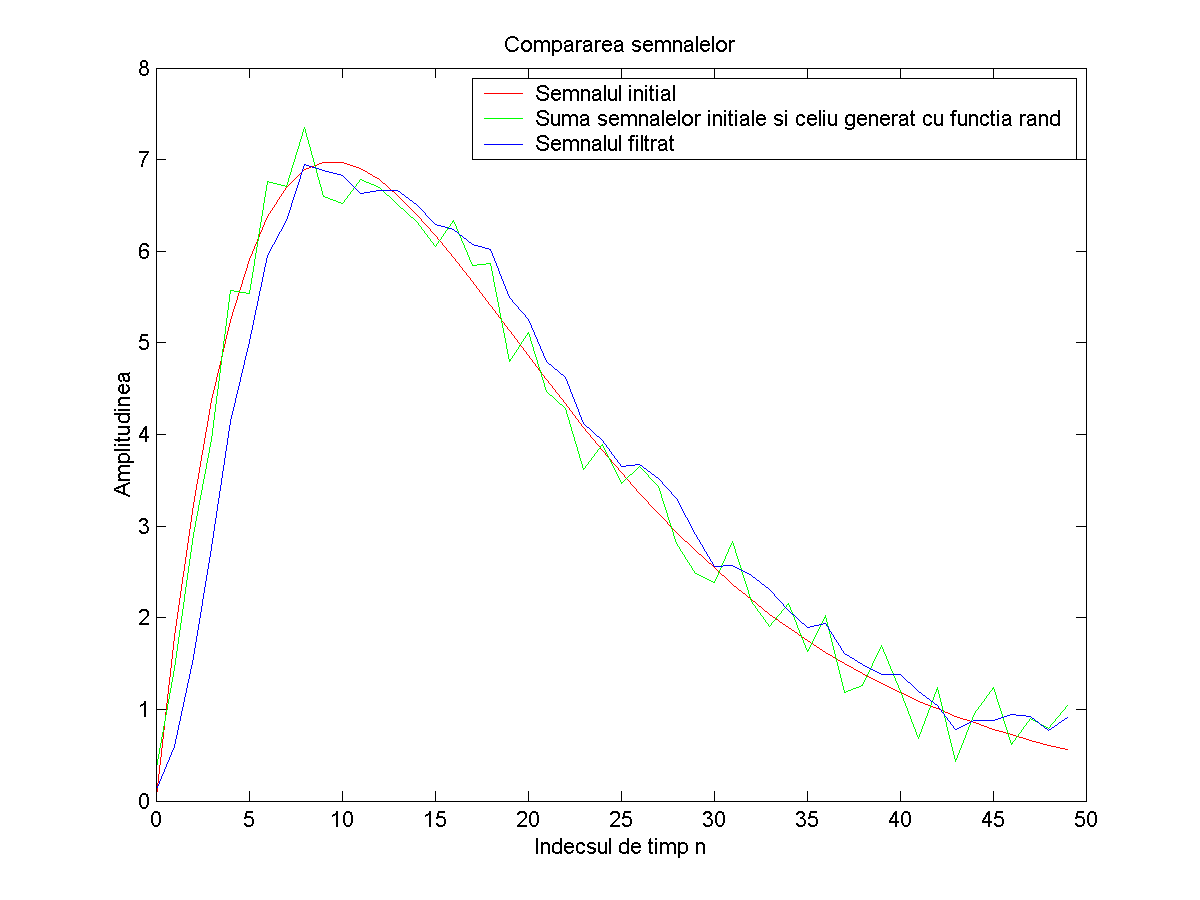 Compararea semnalelor
8
7
6
5
4
3
2
1
0
Amplitudinea
Semnalul initial
Suma semnalelor initiale si celiu generat cu functia rand
Semnalul filtrat
0 5 10 15 20 25 30 35 40 45 50
Indecsul de timp n